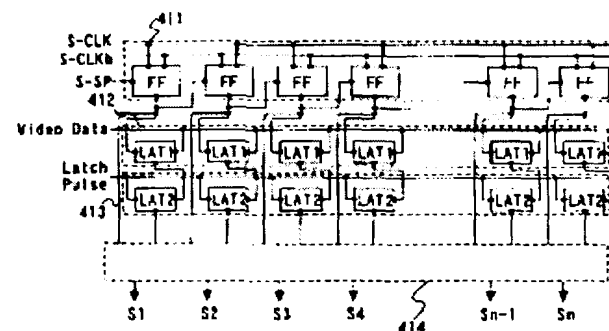 411
S-CLK
S-CLKb
S-SP
FF FF FF FF FF FF
412
Video Data
LAT1 LAT1 LAT1 LAT1 LAT1 LAT1
Latch
Pulse
LAT2 LAT2 LAT2 LAT2 LAT2 LAT2
413
S1 S2 S3 S4 Sn-1 Sn
414